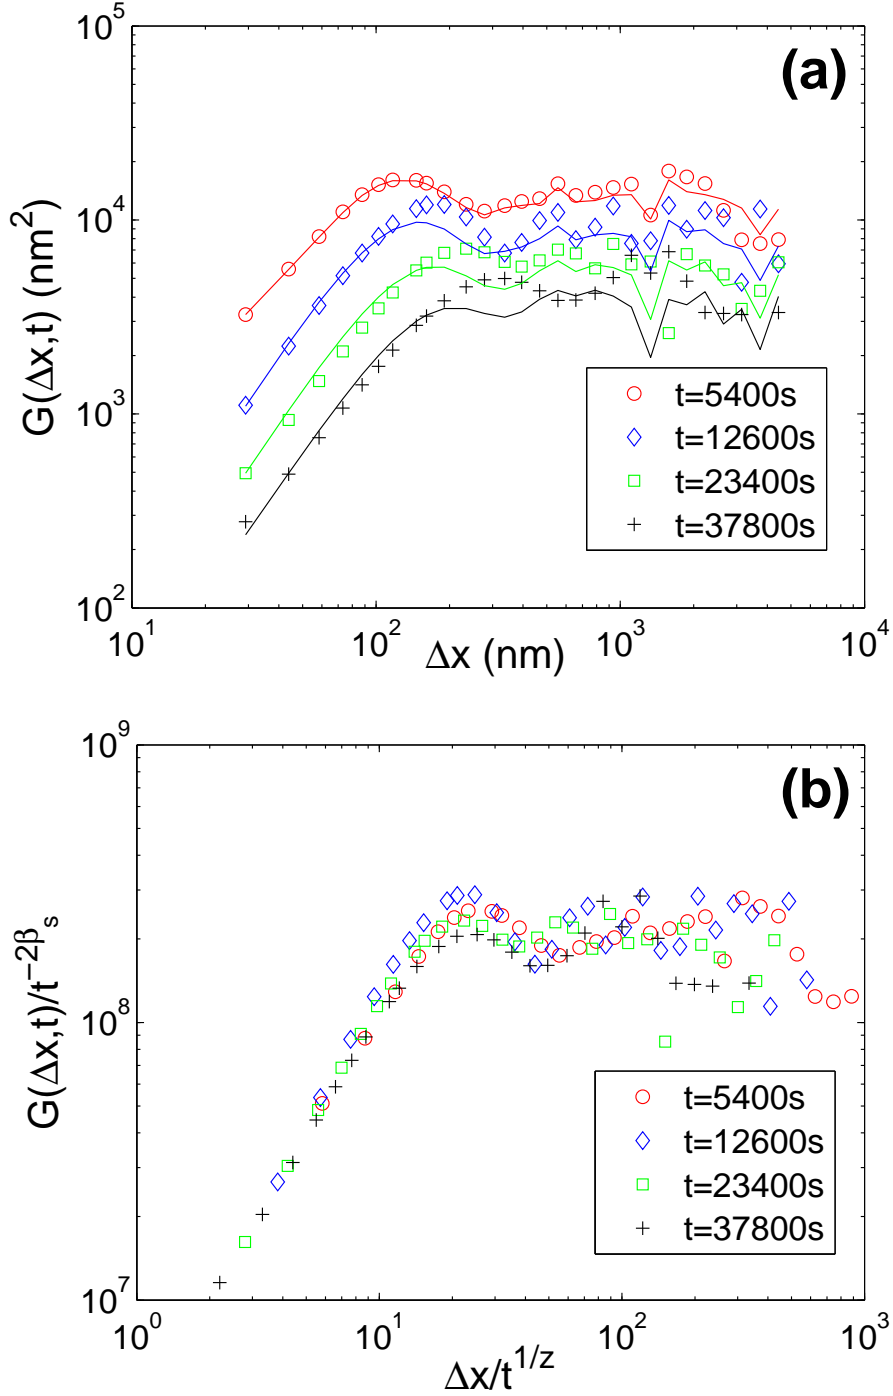 (a)
10^5
10^4
10^3
10^2
G(Δx,t) (nm^2)
t=5400s
t=12600s
t=23400s
t=37800s
10^1 10^2 10^3 10^4
Δx (nm)
(b)
10^9
10^8
10^7
G(Δx,t)/t^{-2β_s}
t=5400s
t=12600s
t=23400s
t=37800s
10^0 10^1 10^2 10^3
Δx/t^{1/z}